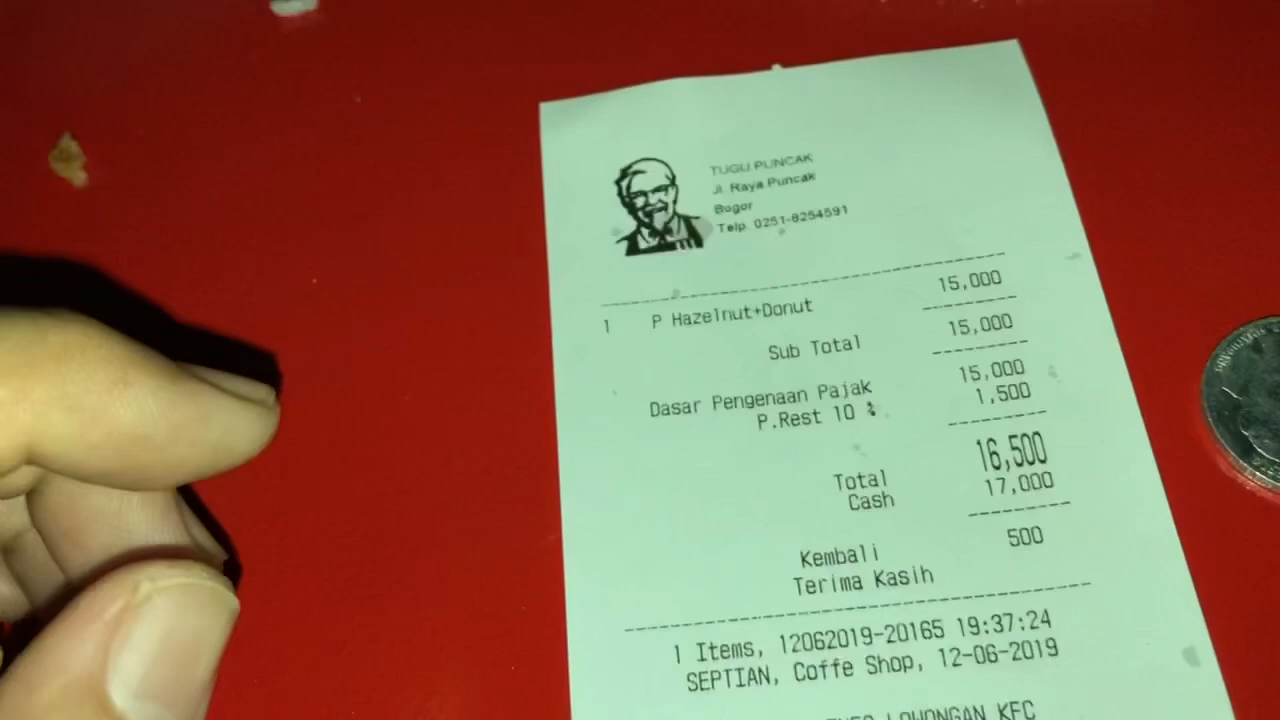 TUGU PUNCAK
Jl. Raya Puncak
Bogor
Telp. 0251-8254591
1 P Hazelnut+Donut 15,000
Sub Total 15,000
Dasar Pengenaan Pajak 15,000
P.Rest 10 % 1,500
Total 16,500
Cash 17,000
Kembali 500
Terima Kasih
1 Items, 12062019-20165 19:37:24
SEPTIAN, Coffe Shop, 12-06-2019
LOWONGAN KFC